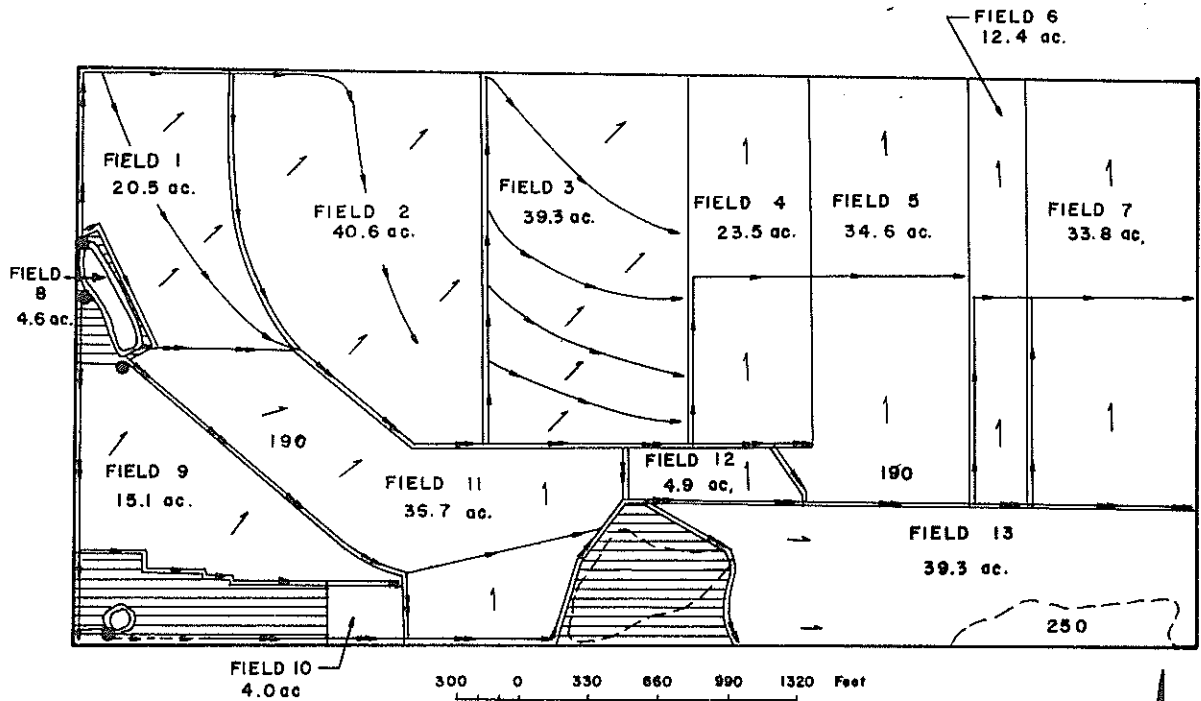 FIELD 6
12.4 ac.
FIELD 1
20.5 ac.
FIELD 2
40.6 ac.
FIELD 3
39.3 ac.
FIELD 4
23.5 ac.
FIELD 5
34.6 ac.
FIELD 7
33.8 ac,
FIELD
8
4.6 ac.
190
FIELD 9
15.1 ac.
FIELD 11
35.7 ac.
FIELD 12
4.9 ac,
190
FIELD 13
39.3 ac.
250
FIELD 10
4.0 ac
300 0 330 660 990 1320 Feet